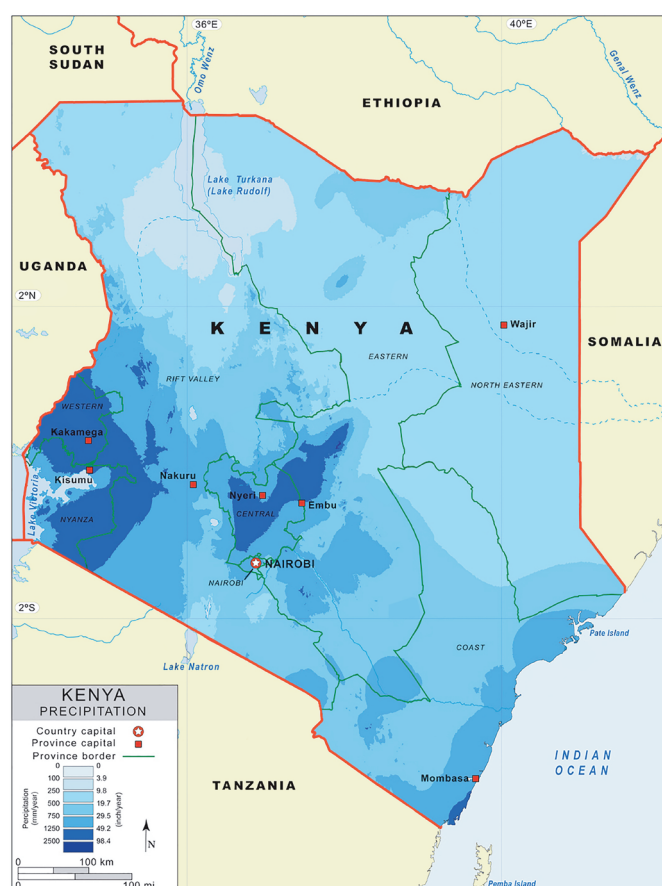 36°E
40°E
SOUTH
SUDAN
Omo Wenz
Genal Wenz
ETHIOPIA
Lake Turkana
(Lake Rudolf)
UGANDA
2°N
KENYA
Wajir
SOMALIA
EASTERN
RIFT VALLEY
NORTH EASTERN
WESTERN
Kakamega
Kisumu
Nakuru
Nyeri
Embu
CENTRAL
Lake Victoria
NYANZA
NAIROBI
NAIROBI
2°S
Pate Island
COAST
Lake Natron
KENYA
PRECIPITATION
Country capital
Province capital
Province border
0 0
100 3.9
250 9.8
500 19.7
750 29.5
1250 49.2
2500 98.4
Percipitation
(mm/year)
(inch/year)
N
0 100 km
0 100 mi
TANZANIA
Mombasa
INDIAN
OCEAN
Pemba Island